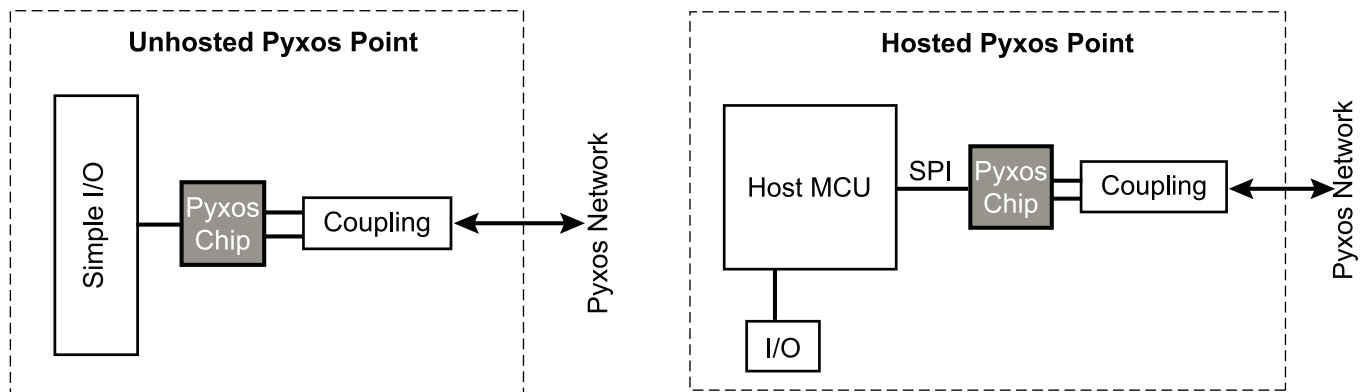 Unhosted Pyxos Point
Simple I/O
Pyxos
Chip
Coupling
Pyxos Network
Hosted Pyxos Point
Host MCU
SPI
Pyxos
Chip
Coupling
I/O
Pyxos Network